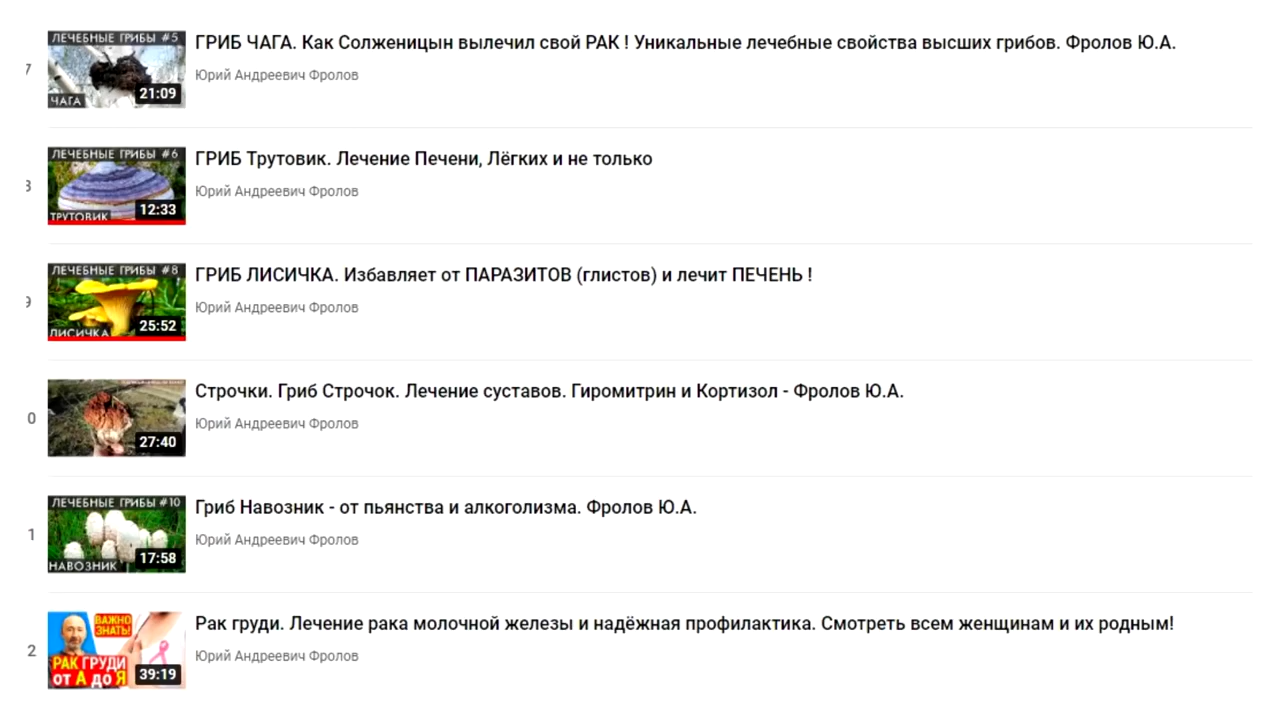 7
ЛЕЧЕБНЫЕ ГРИБЫ #5
ЧАГА
21:09
ГРИБ ЧАГА. Как Солженицын вылечил свой РАК ! Уникальные лечебные свойства высших грибов. Фролов Ю.А.
Юрий Андреевич Фролов
ЛЕЧЕБНЫЕ ГРИБЫ #6
ТРУТОВИК
12:33
ГРИБ Трутовик. Лечение Печени, Лёгких и не только
Юрий Андреевич Фролов
9
ЛЕЧЕБНЫЕ ГРИБЫ #8
ЛИСИЧКА
25:52
ГРИБ ЛИСИЧКА. Избавляет от ПАРАЗИТОВ (глистов) и лечит ПЕЧЕНЬ !
Юрий Андреевич Фролов
0
27:40
Строчки. Гриб Строчок. Лечение суставов. Гиромитрин и Кортизол - Фролов Ю.А.
Юрий Андреевич Фролов
1
ЛЕЧЕБНЫЕ ГРИБЫ #10
НАВОЗНИК
17:58
Гриб Навозник - от пьянства и алкоголизма. Фролов Ю.А.
Юрий Андреевич Фролов
2
ВАЖНО
ЗНАТЬ!
РАК ГРУДИ
от А до Я
39:19
Рак груди. Лечение рака молочной железы и надёжная профилактика. Смотреть всем женщинам и их родным!
Юрий Андреевич Фролов